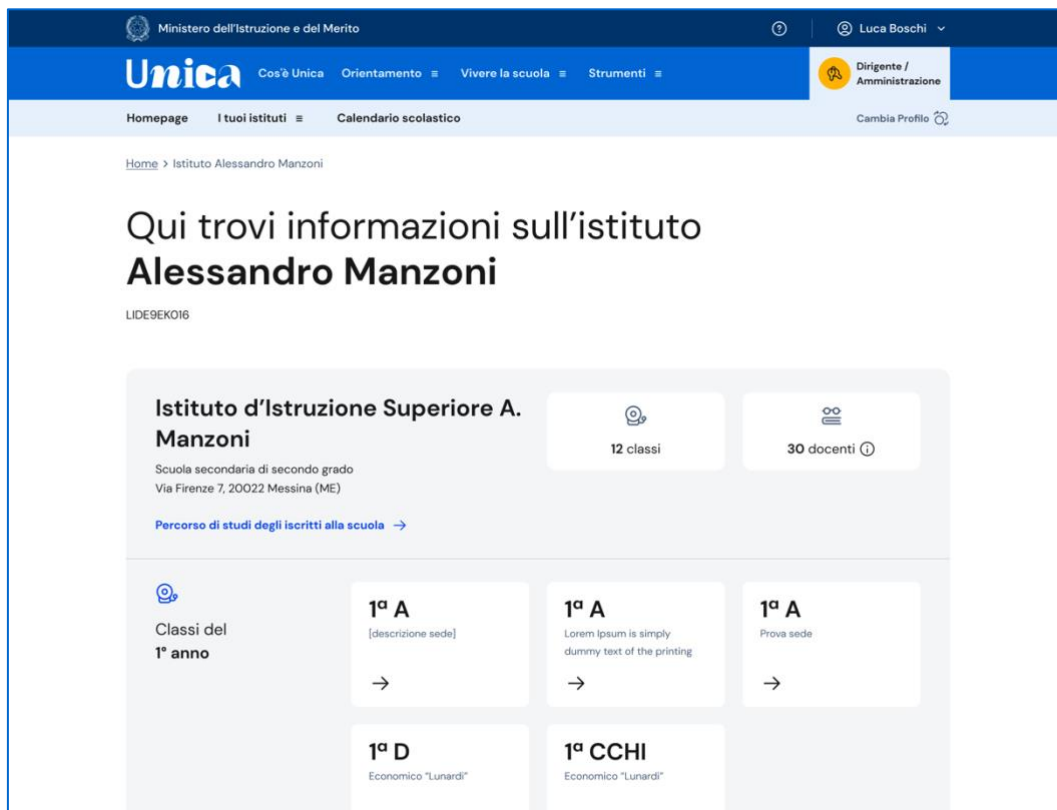 Ministero dell'Istruzione e del Merito
Luca Boschi
Unica
Cos'è Unica Orientamento Vivere la scuola Strumenti
Dirigente /
Amministrazione
Homepage I tuoi istituti Calendario scolastico
Cambia Profilo
Home > Istituto Alessandro Manzoni
Qui trovi informazioni sull'istituto
Alessandro Manzoni
LIDE9EK016
Istituto d'Istruzione Superiore A.
Manzoni
Scuola secondaria di secondo grado
Via Firenze 7, 20022 Messina (ME)
Percorso di studi degli iscritti alla scuola →
12 classi
30 docenti
Classi del
1° anno
1ª A
[descrizione sede]
→
1ª A
Lorem Ipsum is simply
dummy text of the printing
→
1ª A
Prova sede
→
1ª D
Economico "Lunardi"
1ª CCHI
Economico "Lunardi"